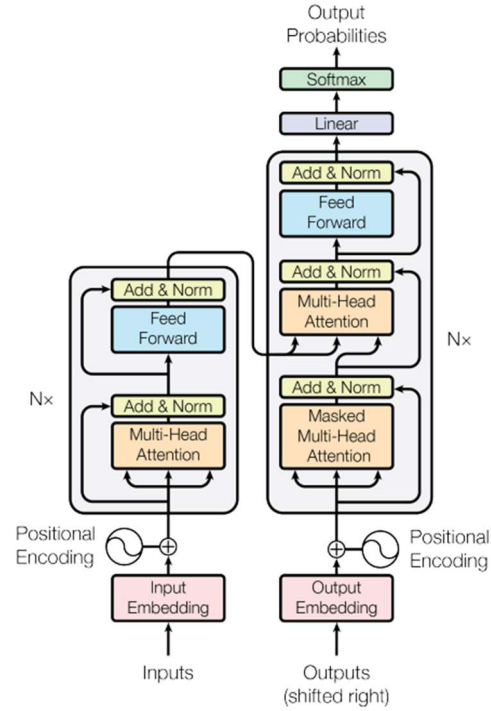 Output
Probabilities
Softmax
Linear
Add & Norm
Feed
Forward
Add & Norm
Multi-Head
Attention
Add & Norm
Masked
Multi-Head
Attention
Nx
Add & Norm
Feed
Forward
Add & Norm
Multi-Head
Attention
N×
Positional
Encoding
Positional
Encoding
Input
Embedding
Output
Embedding
Inputs
Outputs
(shifted right)